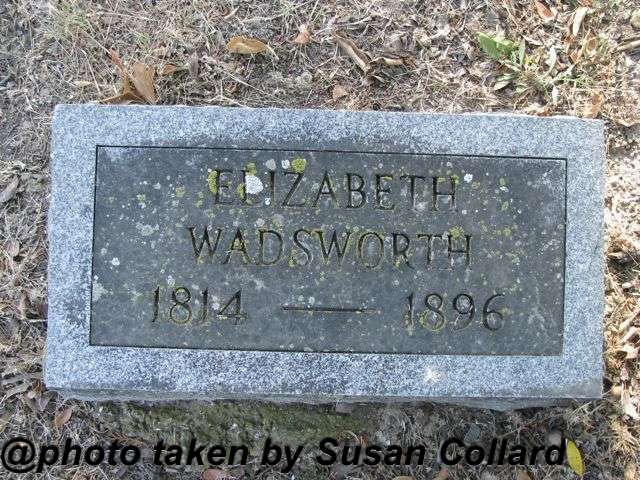 ELIZABETH
WADSWORTH
1814 — 1896
@photo taken by Susan Collard